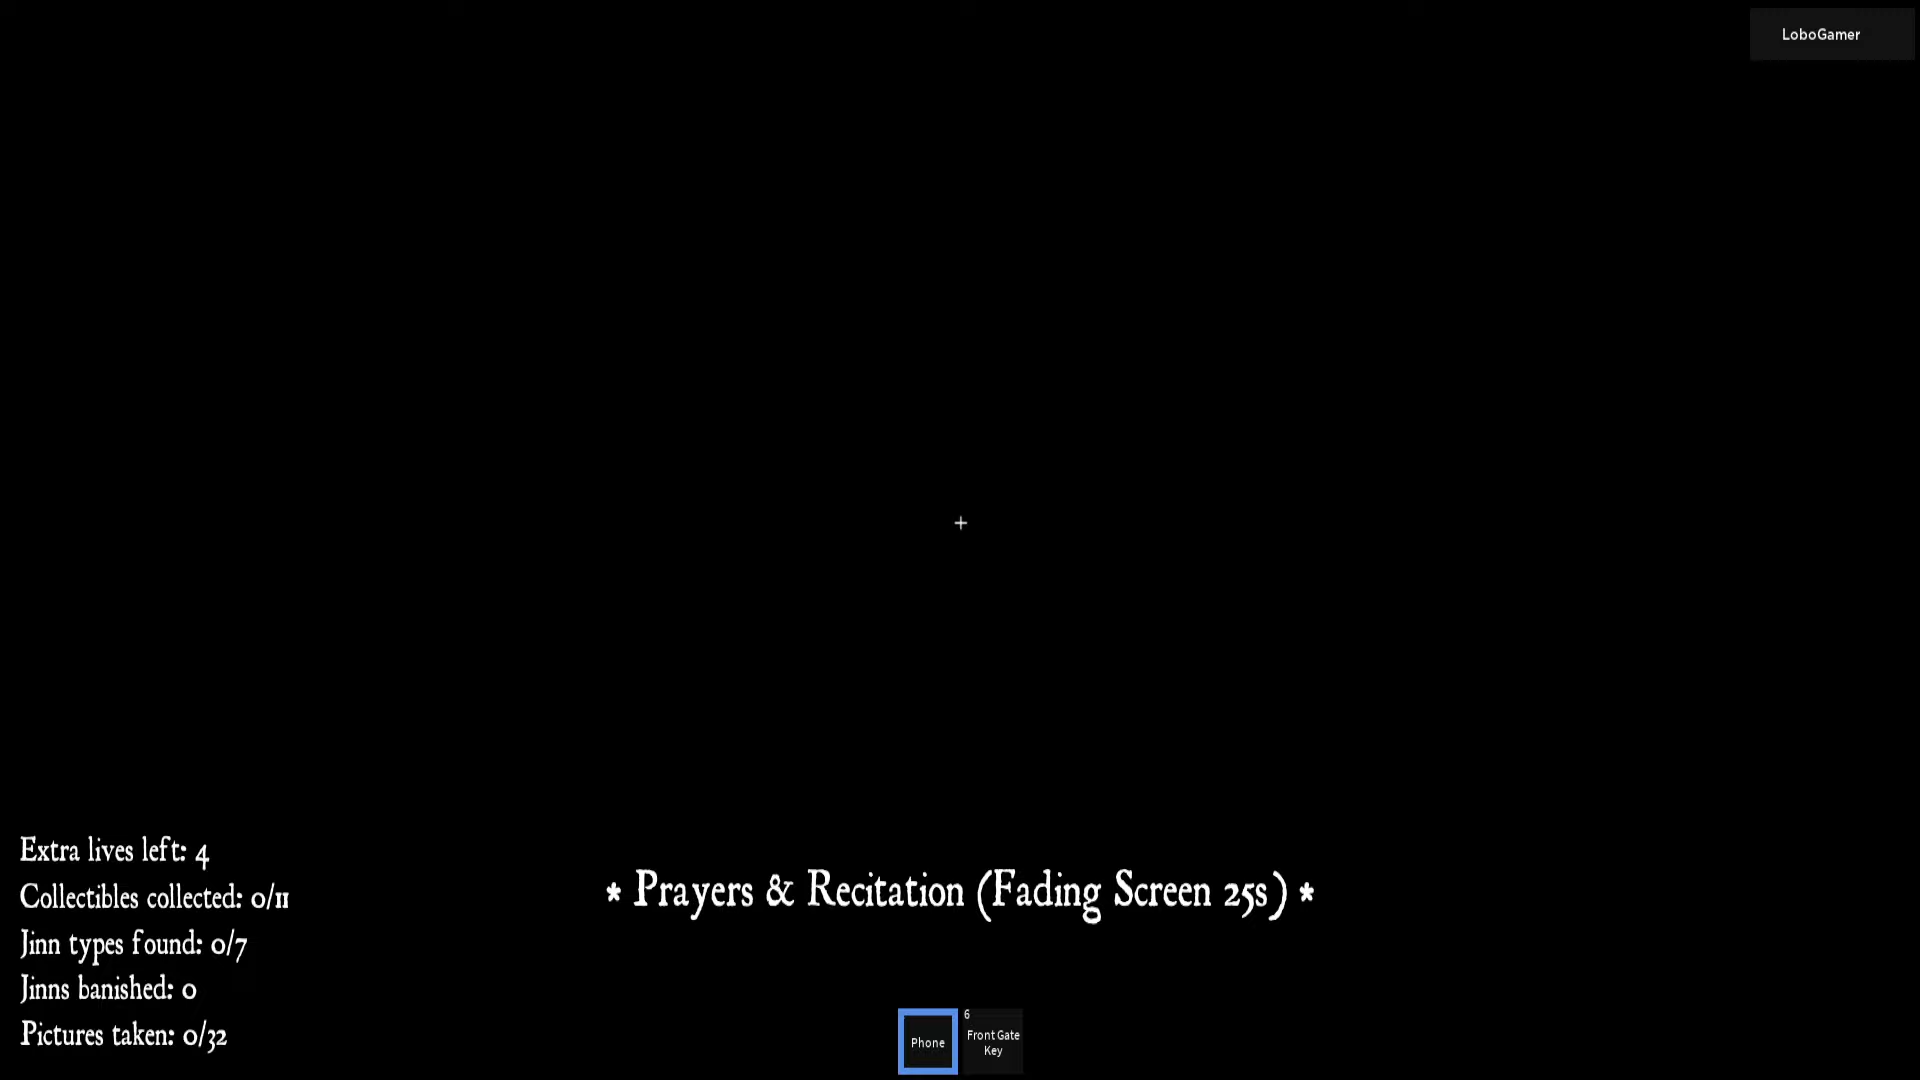 LoboGamer
Extra lives left: 4
Collectibles collected: 0/11
Jinn types found: 0/7
Jinns banished: 0
Pictures taken: 0/32
* Prayers & Recitation (Fading Screen 25s) *
Phone
6
Front Gate
Key